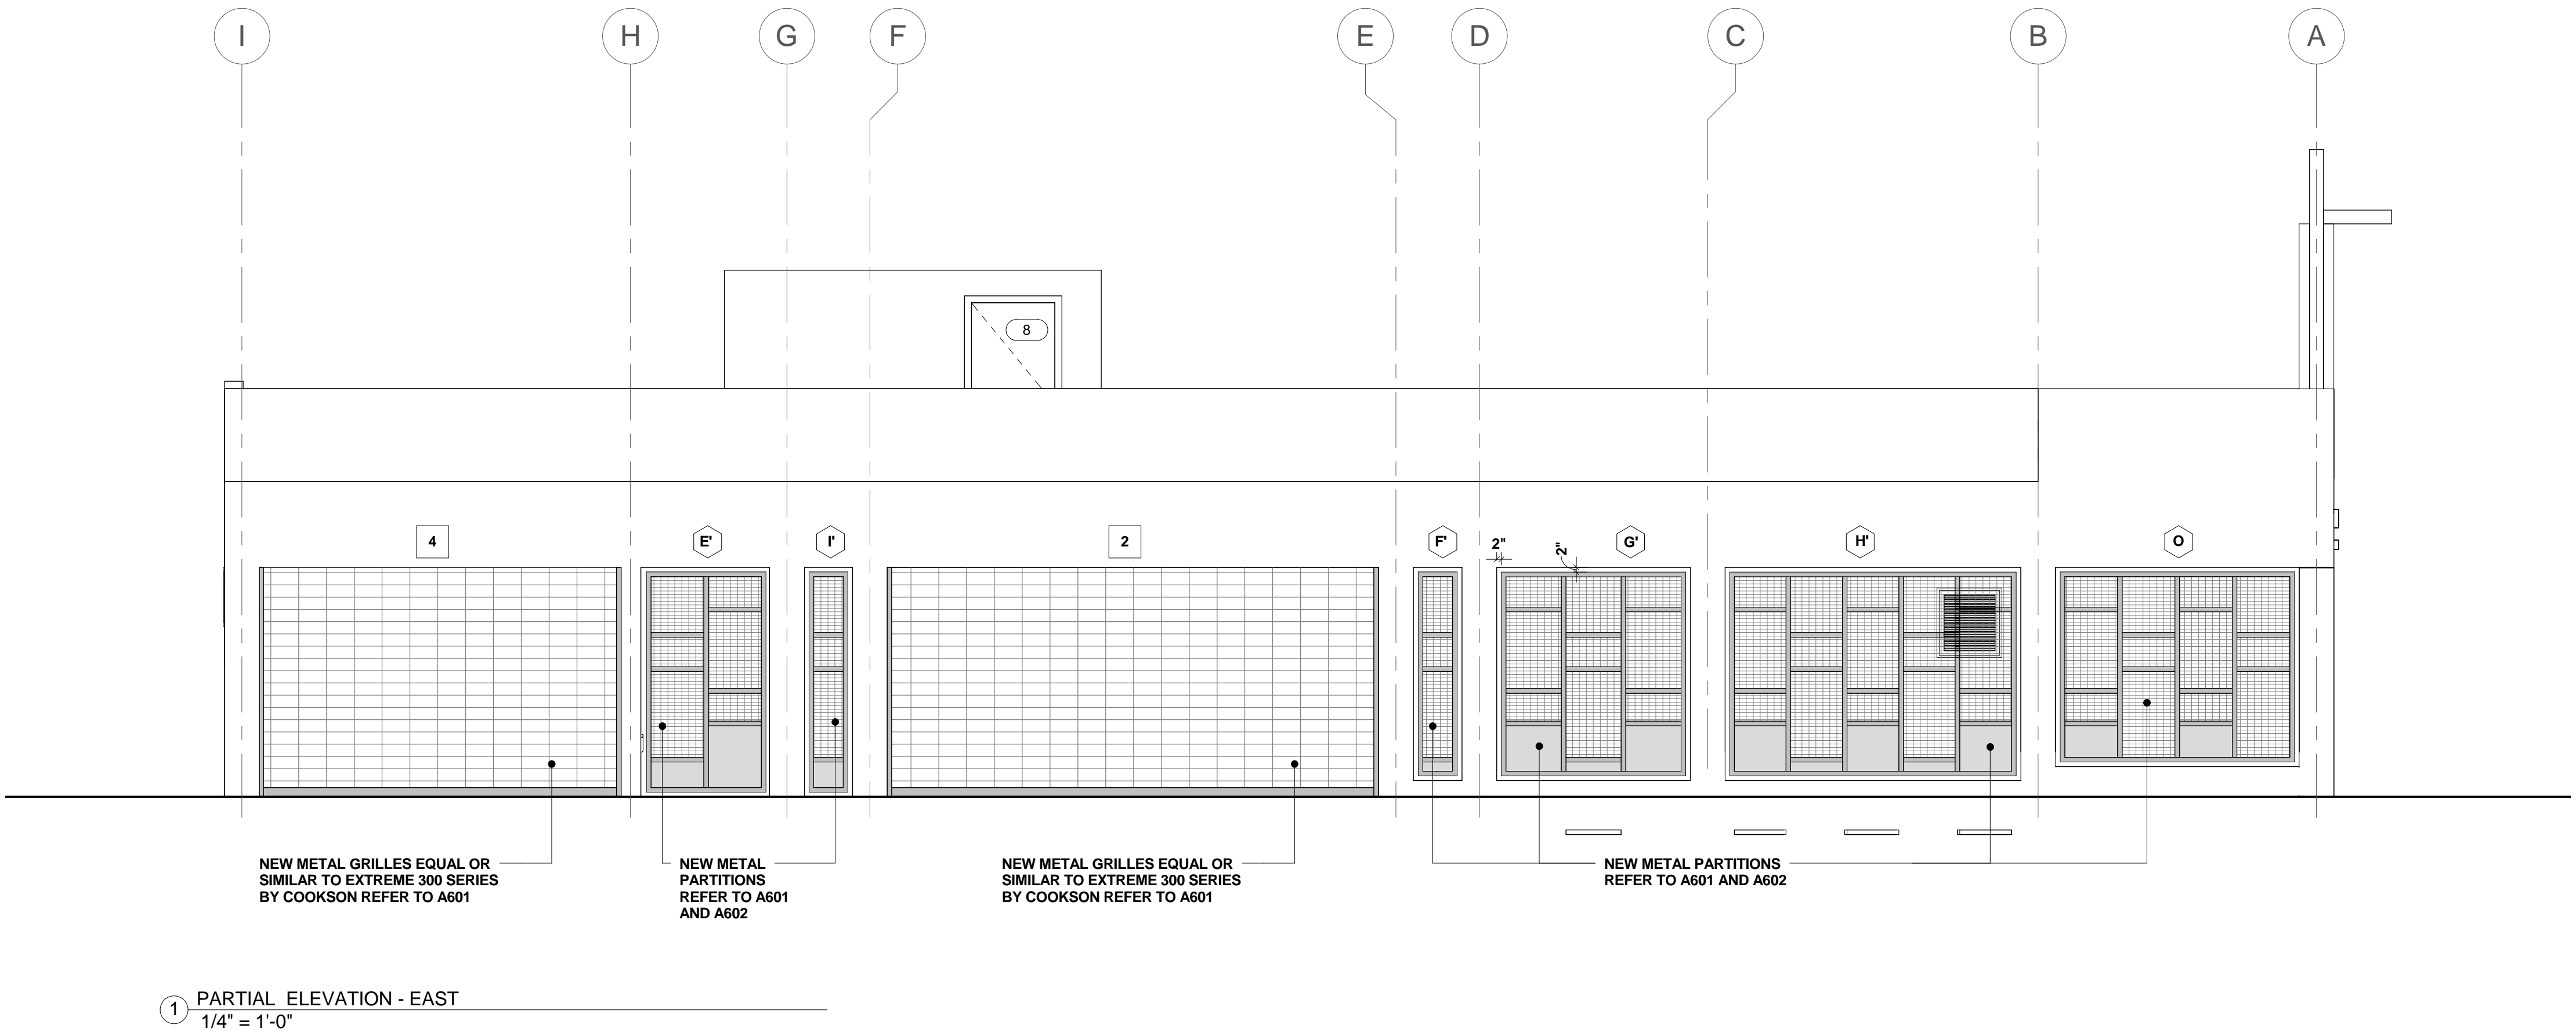 I
H
G
F
E
D
C
B
A
8
4
E'
I'
2
F'
2"
2"
G'
H'
O
NEW METAL GRILLES EQUAL OR
SIMILAR TO EXTREME 300 SERIES
BY COOKSON REFER TO A601
NEW METAL
PARTITIONS
REFER TO A601
AND A602
NEW METAL GRILLES EQUAL OR
SIMILAR TO EXTREME 300 SERIES
BY COOKSON REFER TO A601
NEW METAL PARTITIONS
REFER TO A601 AND A602
1
PARTIAL ELEVATION - EAST
1/4" = 1'-0"